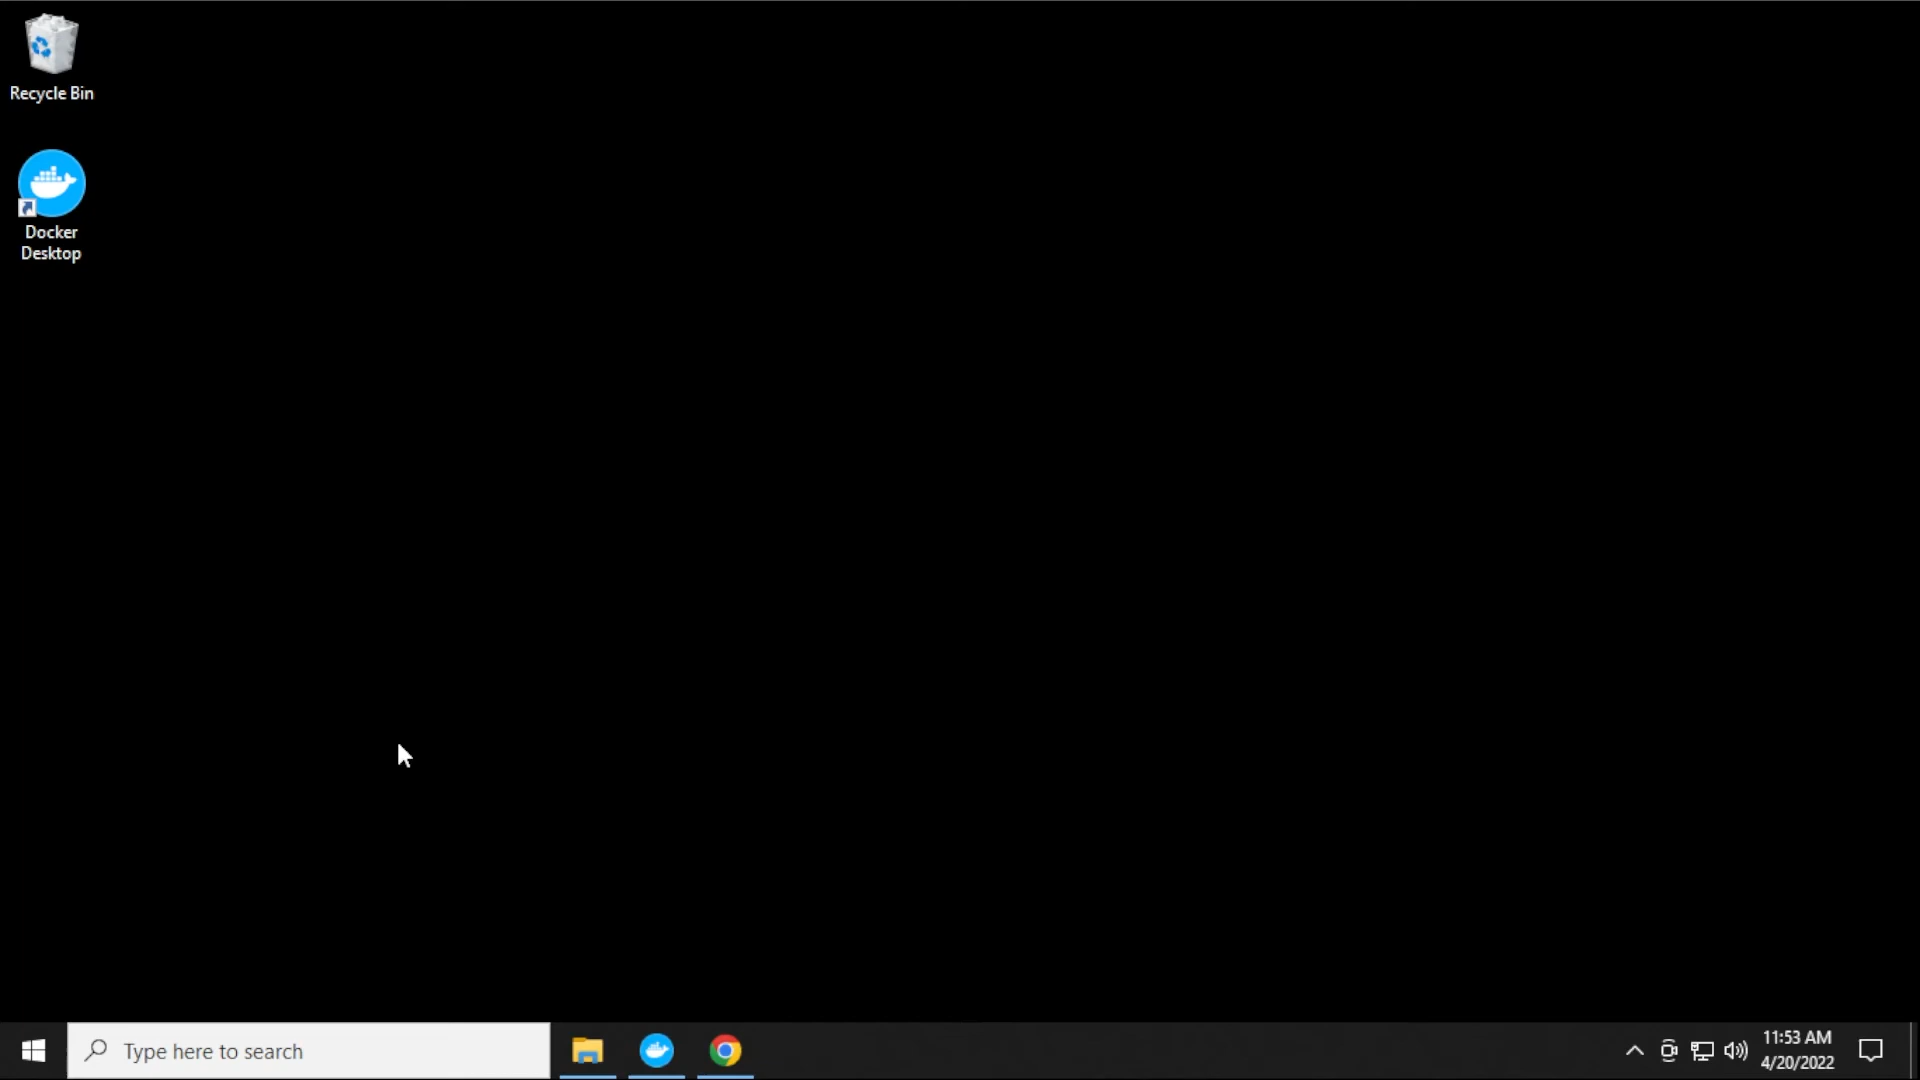 Recycle Bin
Docker
Desktop
Type here to search
11:53 AM
4/20/2022